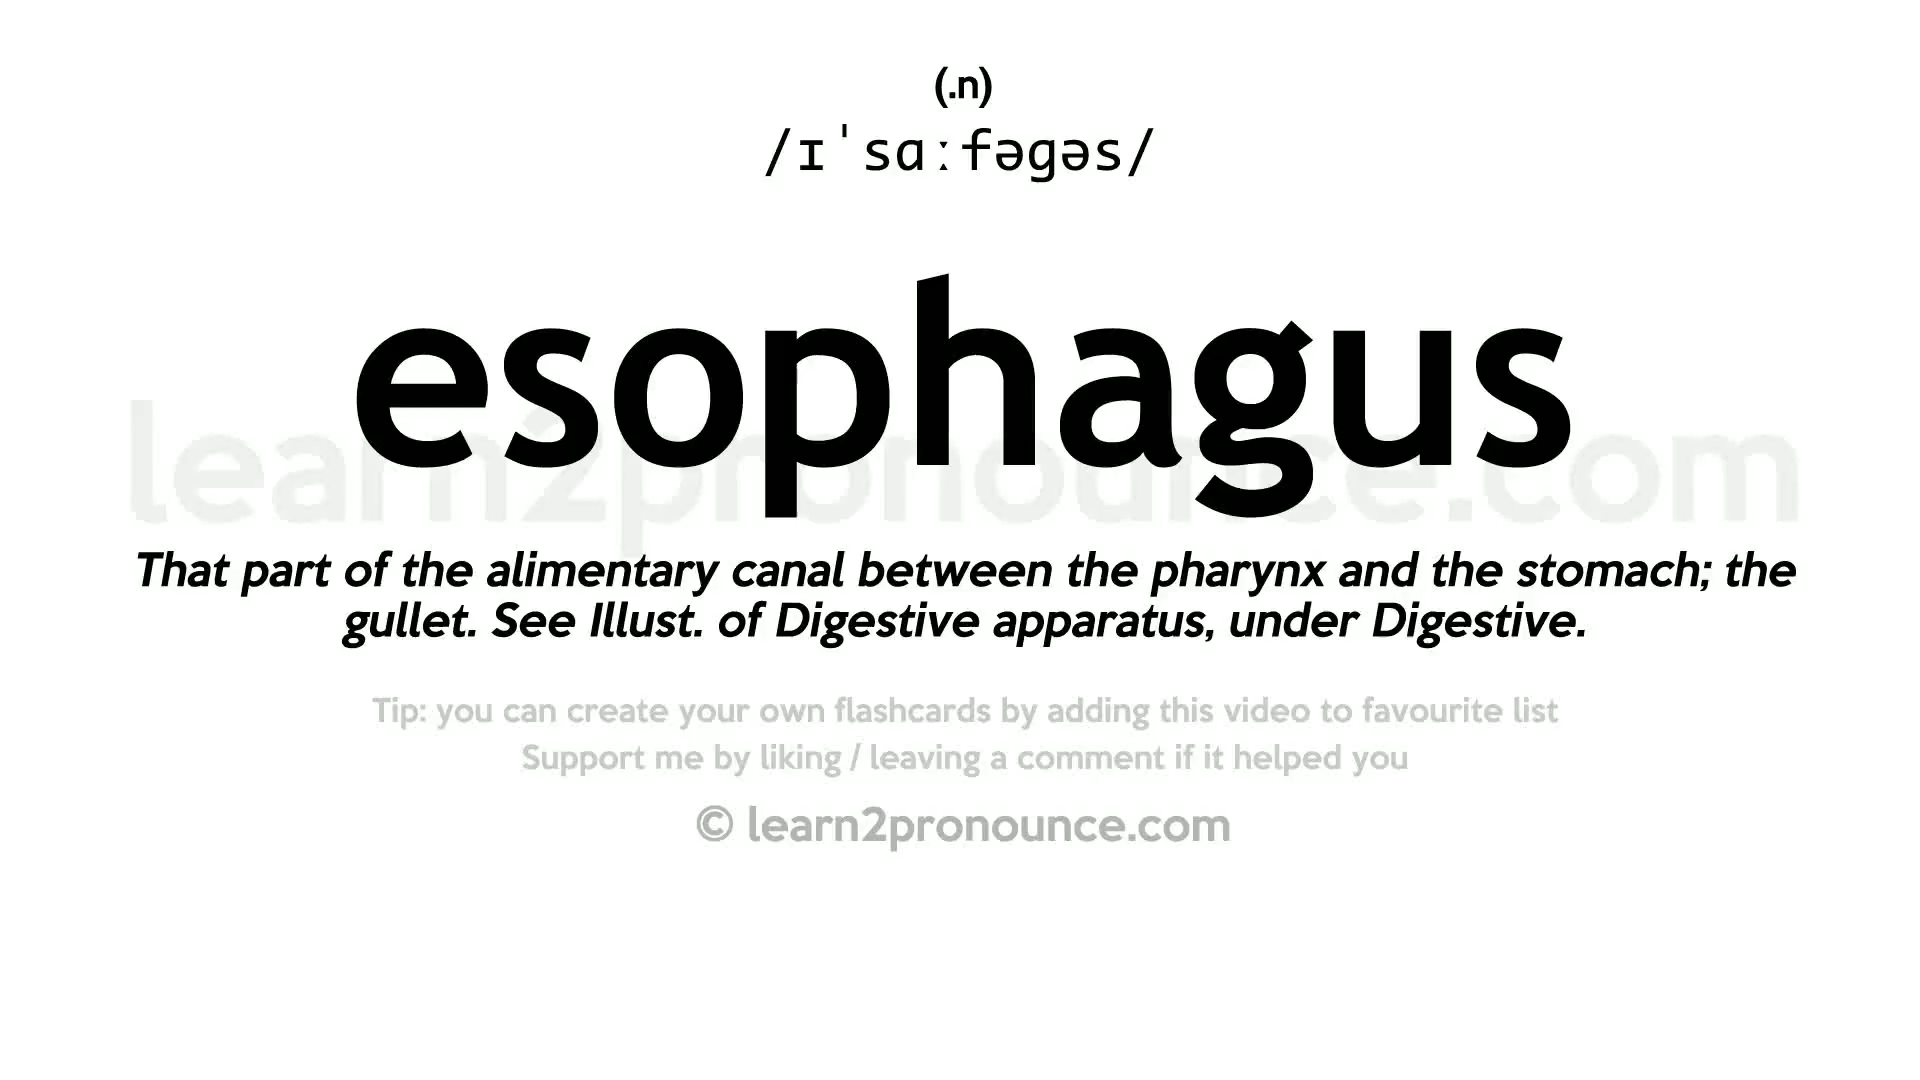 (.n)
/ɪˈsɑːfəgəs/
esophagus
learn2pronounce.com
That part of the alimentary canal between the pharynx and the stomach; the
gullet. See Illust. of Digestive apparatus, under Digestive.
Tip: you can create your own flashcards by adding this video to favourite list
Support me by liking / leaving a comment if it helped you
© learn2pronounce.com